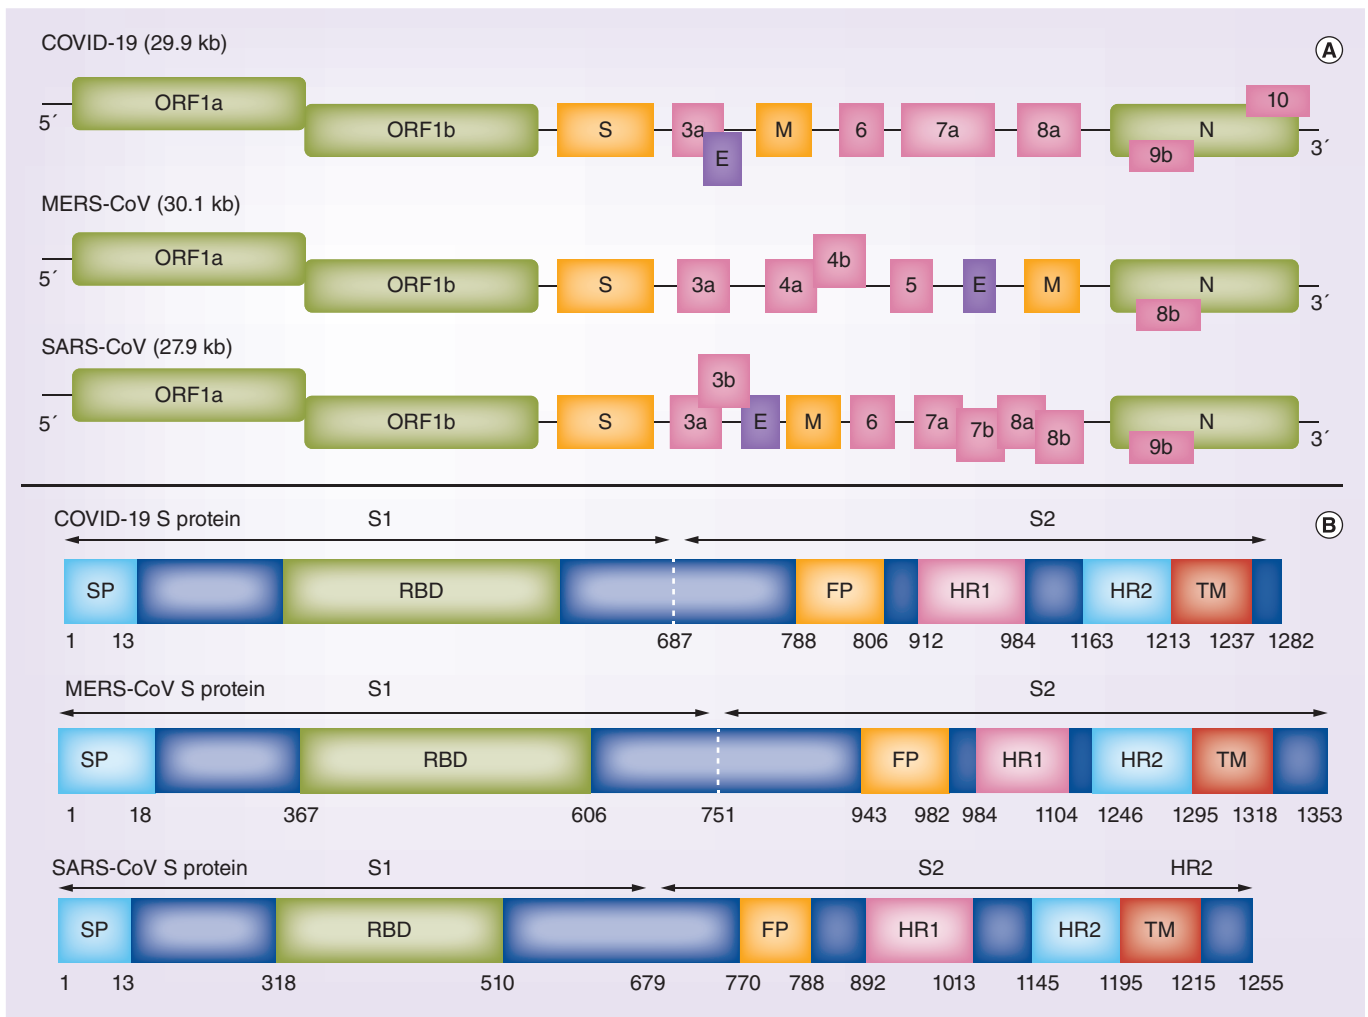 COVID-19 (29.9 kb)
A
ORF1a
ORF1b
S
3a
E
M
6
7a
8a
N
9b
10
5´
3´
MERS-CoV (30.1 kb)
ORF1a
ORF1b
S
3a
4a
4b
5
E
M
N
8b
5´
3´
SARS-CoV (27.9 kb)
ORF1a
ORF1b
S
3a
3b
E
M
6
7a
7b
8a
8b
N
9b
5´
3´
COVID-19 S protein S1 S2
B
SP RBD FP HR1 HR2 TM
1 13 687 788 806 912 984 1163 1213 1237 1282
MERS-CoV S protein S1 S2
SP RBD FP HR1 HR2 TM
1 18 367 606 751 943 982 984 1104 1246 1295 1318 1353
SARS-CoV S protein S1 S2 HR2
SP RBD FP HR1 HR2 TM
1 13 318 510 679 770 788 892 1013 1145 1195 1215 1255